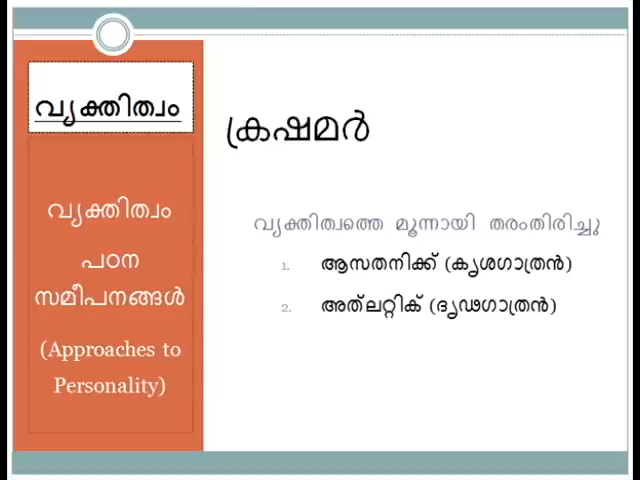 വ്യക്തിത്വം
വ്യക്തിത്വം
പഠന
സമീപനങ്ങൾ
(Approaches to
Personality)
ക്രഷമർ
വ്യക്തിത്വത്തെ മൂന്നായി തരംതിരിച്ചു
1. ആസതനിക്ക് (കൃശഗാത്രൻ)
2. അത്‌ലറ്റിക് (ദൃഢഗാത്രൻ)